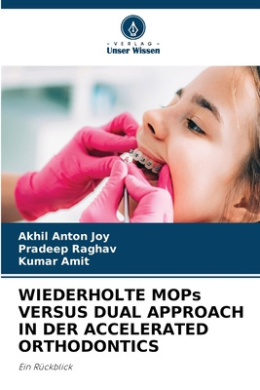 • VERLAG •
Unser Wissen
Akhil Anton Joy
Pradeep Raghav
Kumar Amit
WIEDERHOLTE MOPs
VERSUS DUAL APPROACH
IN DER ACCELERATED
ORTHODONTICS
Ein Rückblick